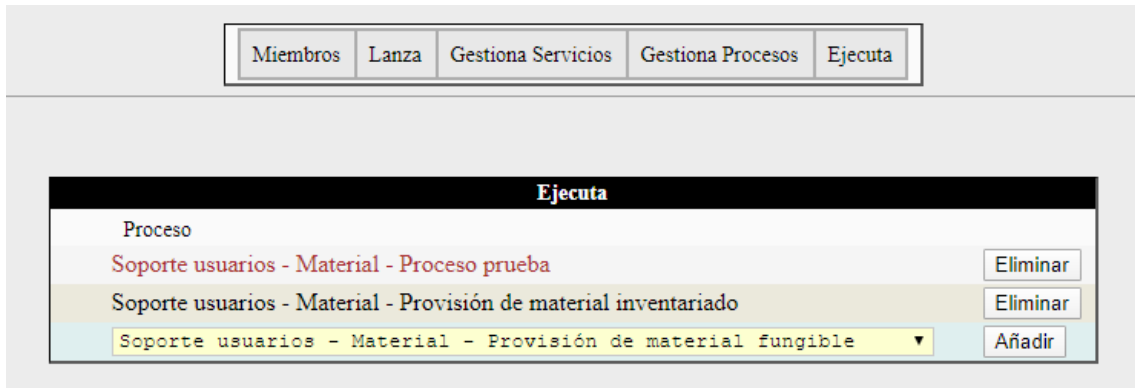 Miembros Lanza Gestiona Servicios Gestiona Procesos Ejecuta
Ejecuta
Proceso
Soporte usuarios - Material - Proceso prueba Eliminar
Soporte usuarios - Material - Provisión de material inventariado Eliminar
Soporte usuarios - Material - Provisión de material fungible Añadir